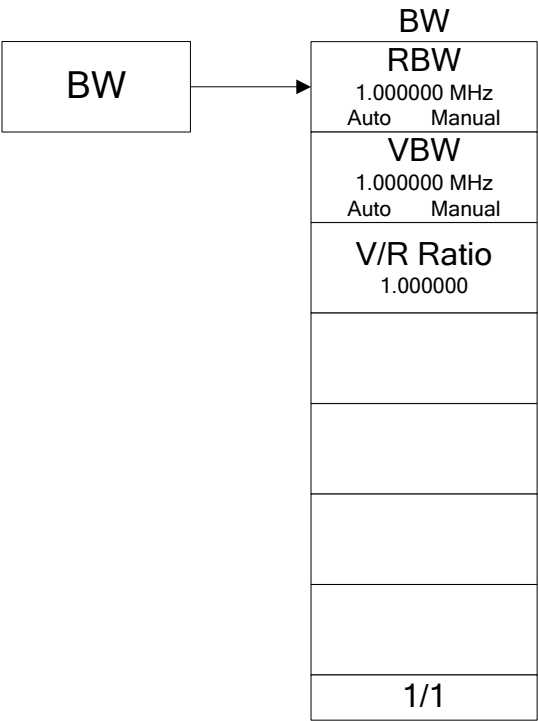 BW
BW
RBW
1.000000 MHz
Auto Manual
VBW
1.000000 MHz
Auto Manual
V/R Ratio
1.000000
1/1